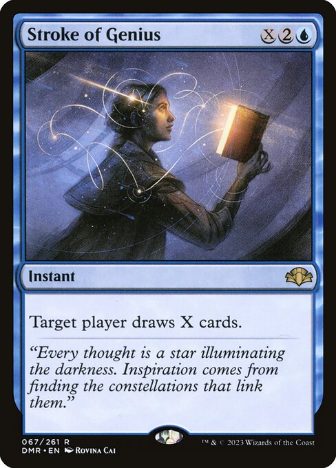 Stroke of Genius X2
Instant
Target player draws X cards.
“Every thought is a star illuminating
the darkness. Inspiration comes from
finding the constellations that link
them.”
067/261 R
DMR • EN Rovina Cai ™ & © 2023 Wizards of the Coast